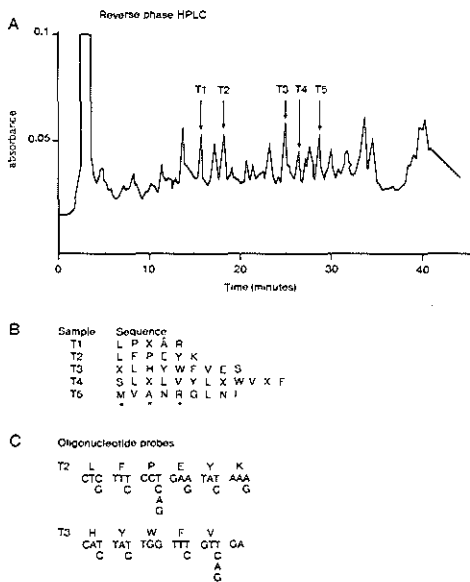 Reverse phase HPLC
A
0.1
0.05
absorbance
T1 T2 T3 T4 T5
0 10 20 30 40
Time (minutes)
B Sample Sequence
T1 L P X A R
T2 L F P E Y K
T3 X L H Y W F V E S
T4 S L X L V Y L X W V X F
T5 M V A N R G L N I
* * *
C Oligonucleotide probes
T2 L F P E Y K
CTC TTT CCT GAA TAT AAA
G C C G C G
A
G
T3 H Y W F V
CAT TAT TGG TTT GTT GA
C C C C
A
G